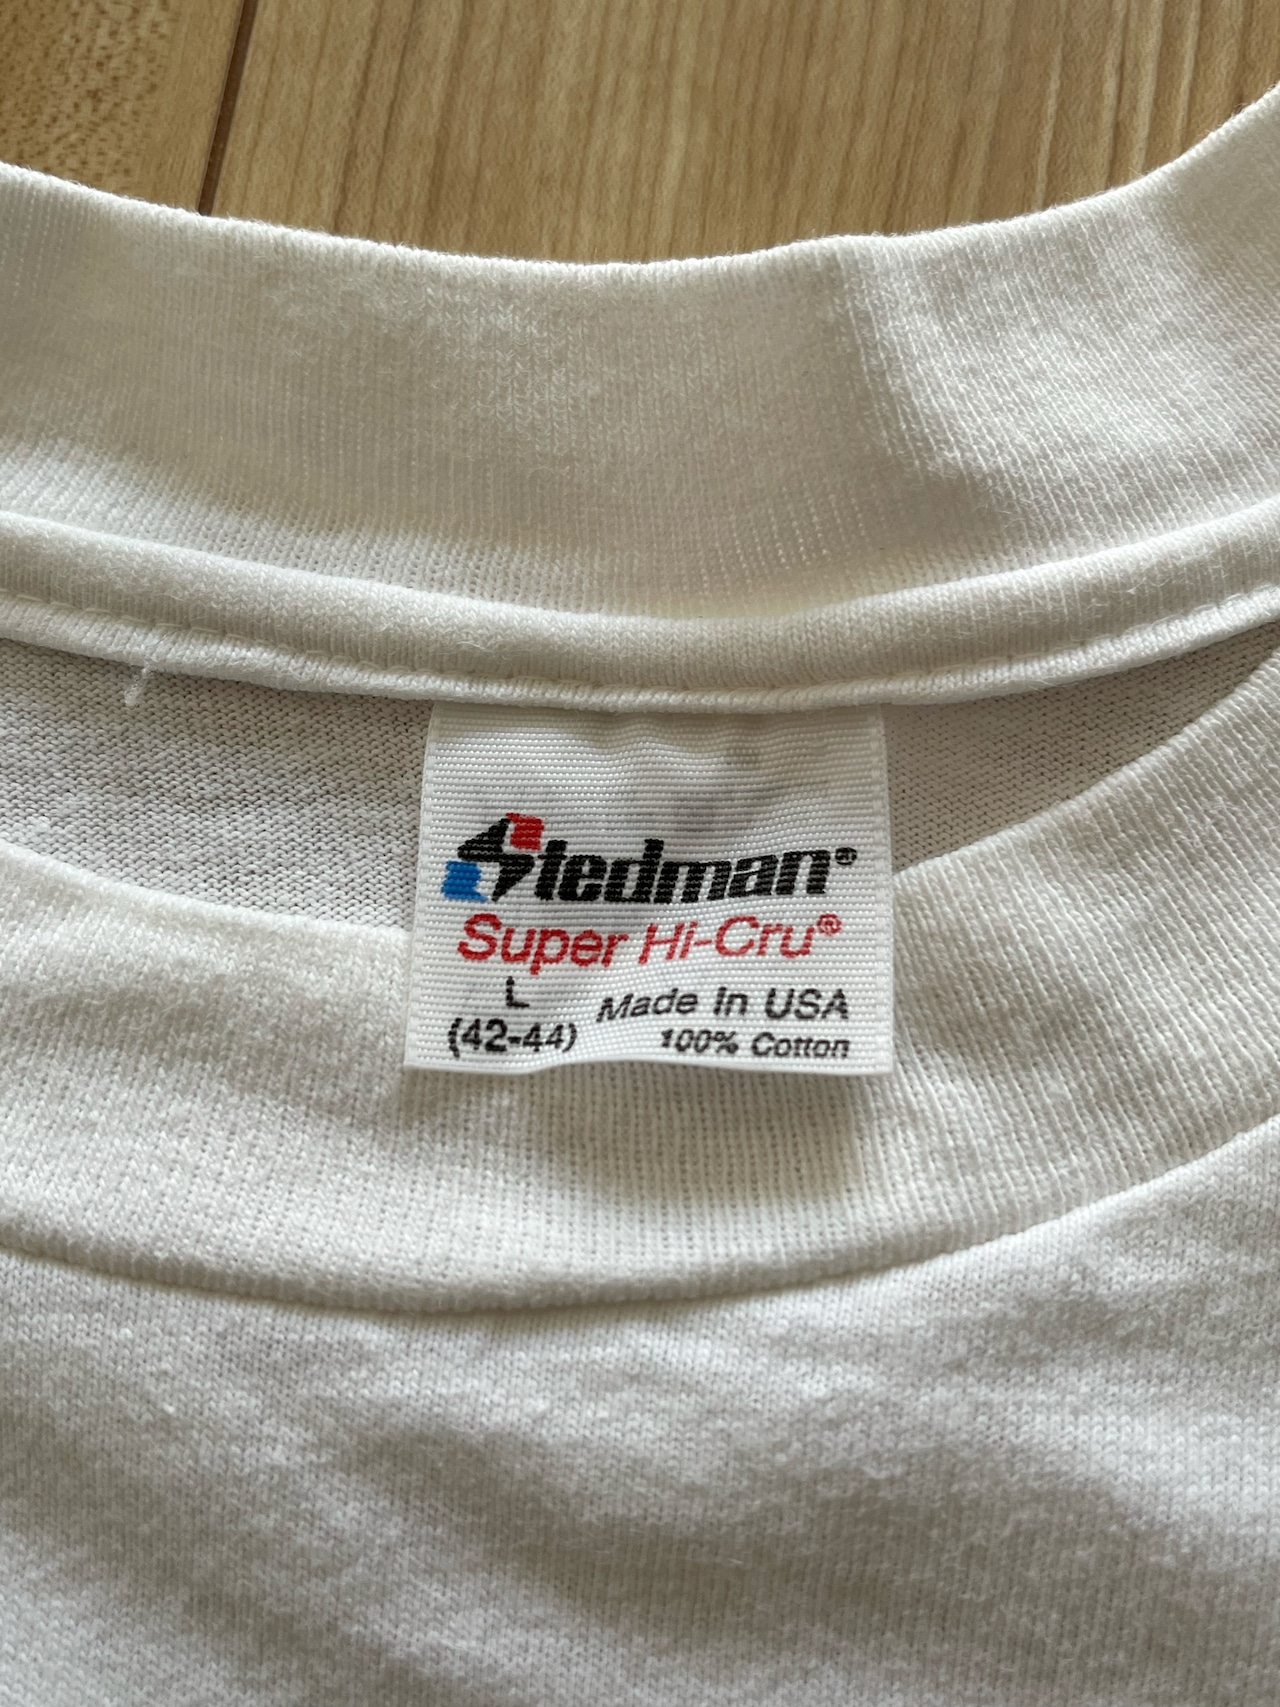 Stedman®
Super Hi-Cru®
L
(42-44)
Made In USA
100% Cotton